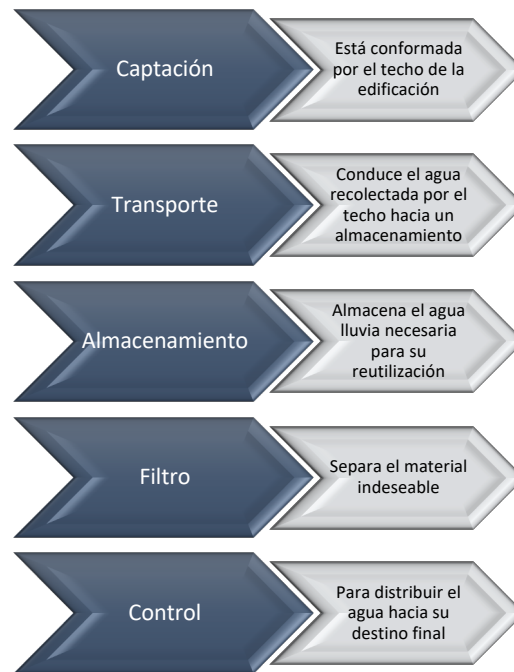 Captación
Está conformada
por el techo de la
edificación
Transporte
Conduce el agua
recolectada por el
techo hacia un
almacenamiento
Almacenamiento
Almacena el agua
lluvia necesaria
para su
reutilización
Filtro
Separa el material
indeseable
Control
Para distribuir el
agua hacia su
destino final